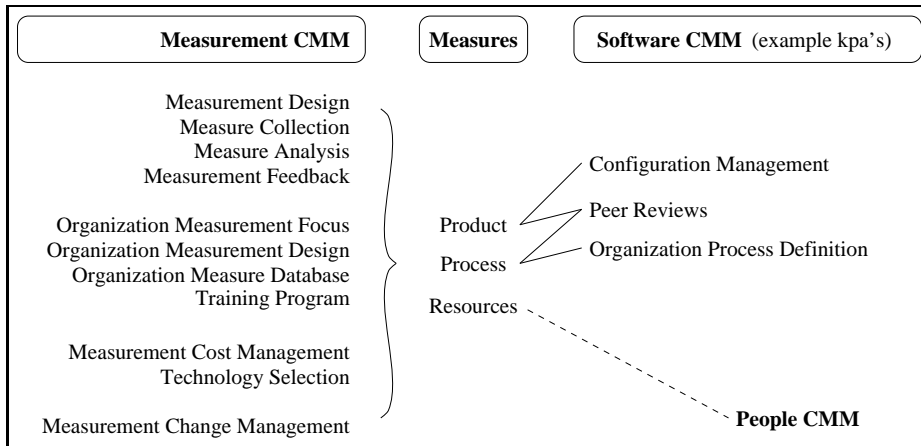 Measurement CMM
Measures
Software CMM (example kpa's)
Measurement Design
Measure Collection
Measure Analysis
Measurement Feedback
Organization Measurement Focus
Organization Measurement Design
Organization Measure Database
Training Program
Measurement Cost Management
Technology Selection
Measurement Change Management
Product
Process
Resources
Configuration Management
Peer Reviews
Organization Process Definition
People CMM